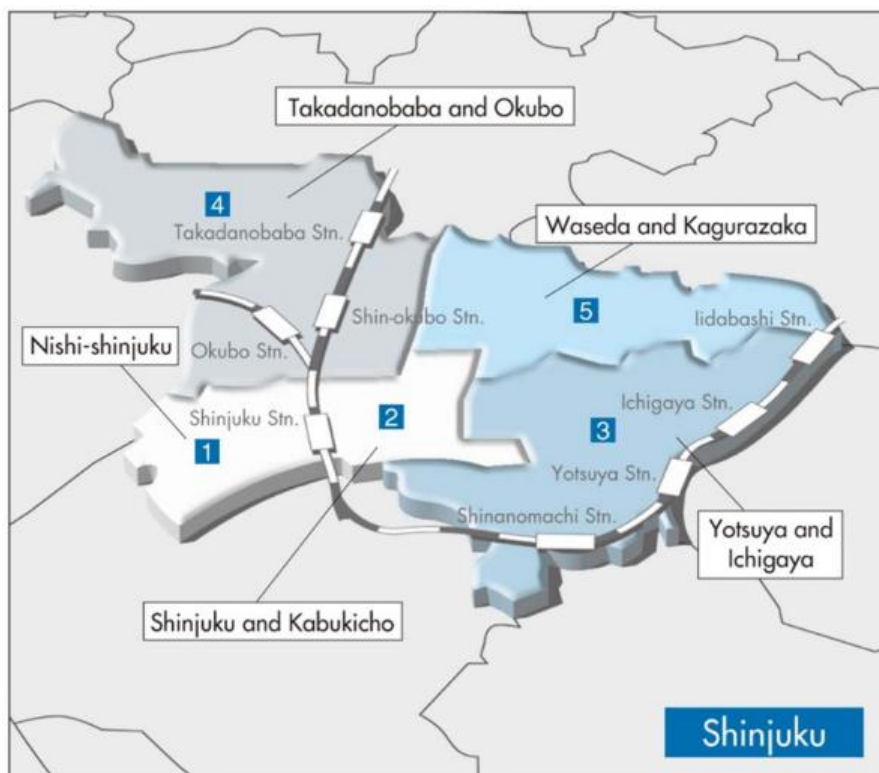 Takadanobaba and Okubo
4
Takadanobaba Stn.
Waseda and Kagurazaka
5
Iidabashi Stn.
Shin-okubo Stn.
Nishi-shinjuku
Okubo Stn.
Shinjuku Stn.
2
1
Ichigaya Stn.
3
Yotsuya Stn.
Shinanomachi Stn.
Yotsuya and
Ichigaya
Shinjuku and Kabukicho
Shinjuku